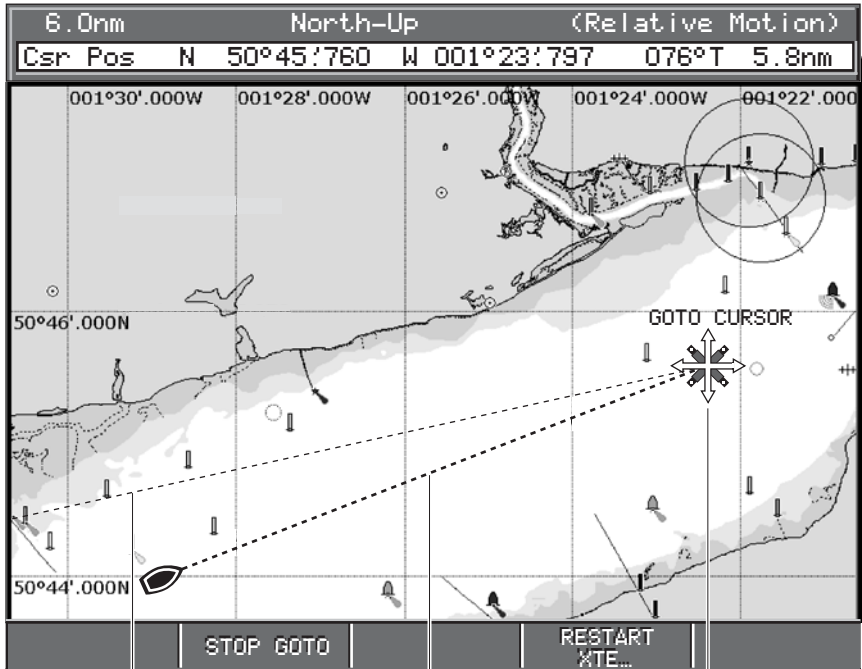 6.0nm North-Up (Relative Motion)
Csr Pos N 50°45'.760 W 001°23'.797 076°T 5.8nm
001°30'.000W 001°28'.000W 001°26'.000W 001°24'.000W 001°22'.000
50°46'.000N
GOTO CURSOR
50°44'.000N
STOP GOTO
RESTART
XTE...